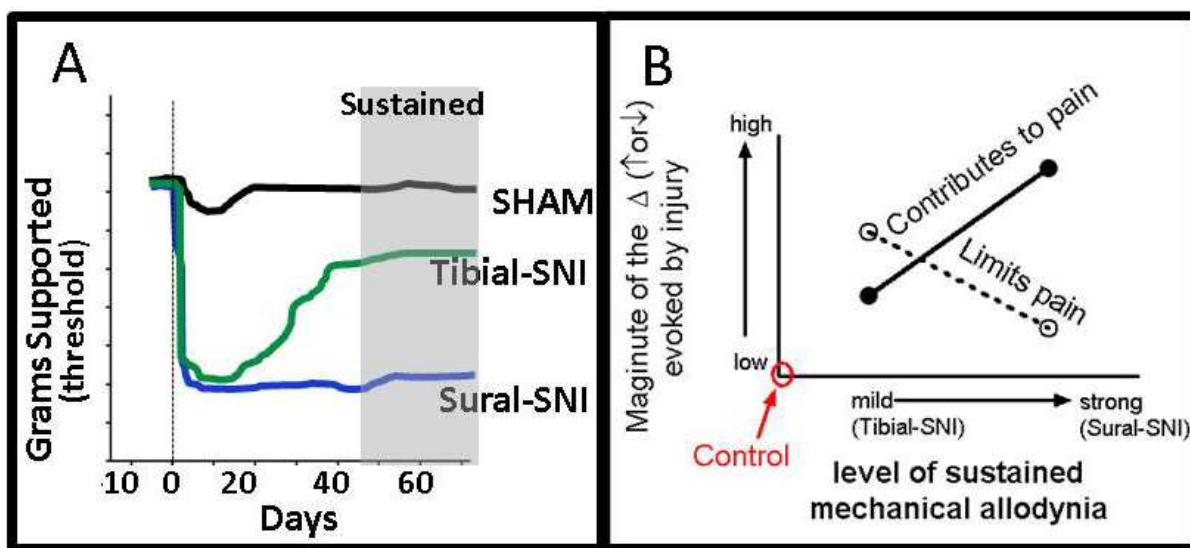 A
Sustained
SHAM
Tibial-SNI
Sural-SNI
Grams Supported
(threshold)
-10 0 20 40 60
Days
B
Maginute of the Δ (↑or↓)
evoked by injury
high
low
Contributes to pain
Limits pain
Control
mild
(Tibial-SNI)
strong
(Sural-SNI)
level of sustained
mechanical allodynia